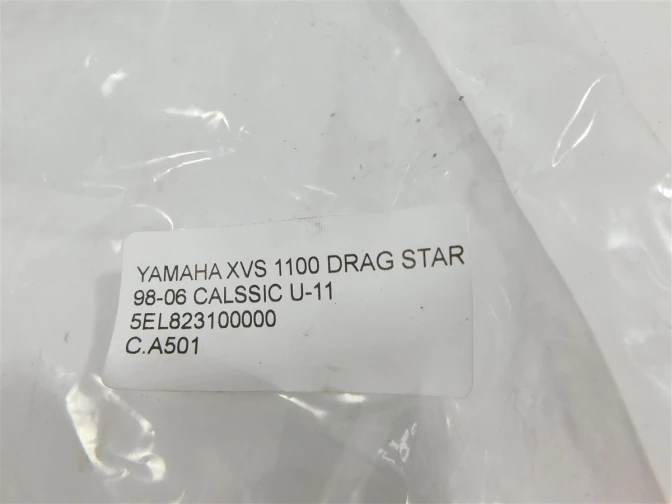 YAMAHA XVS 1100 DRAG STAR
98-06 CALSSIC U-11
5EL823100000
C.A501